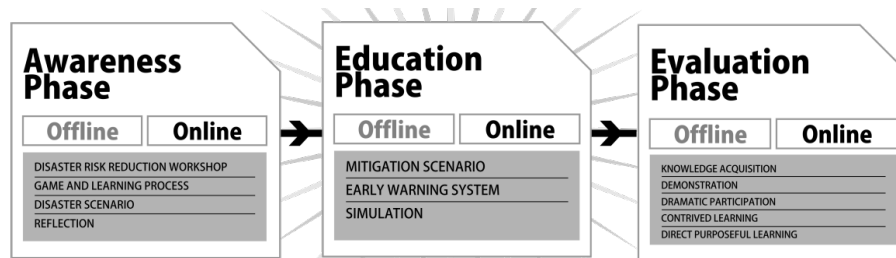 Awareness
Phase
Offline
Online
DISASTER RISK REDUCTION WORKSHOP
GAME AND LEARNING PROCESS
DISASTER SCENARIO
REFLECTION
Education
Phase
Offline
Online
MITIGATION SCENARIO
EARLY WARNING SYSTEM
SIMULATION
Evaluation
Phase
Offline
Online
KNOWLEDGE ACQUISITION
DEMONSTRATION
DRAMATIC PARTICIPATION
CONTRIVED LEARNING
DIRECT PURPOSEFUL LEARNING